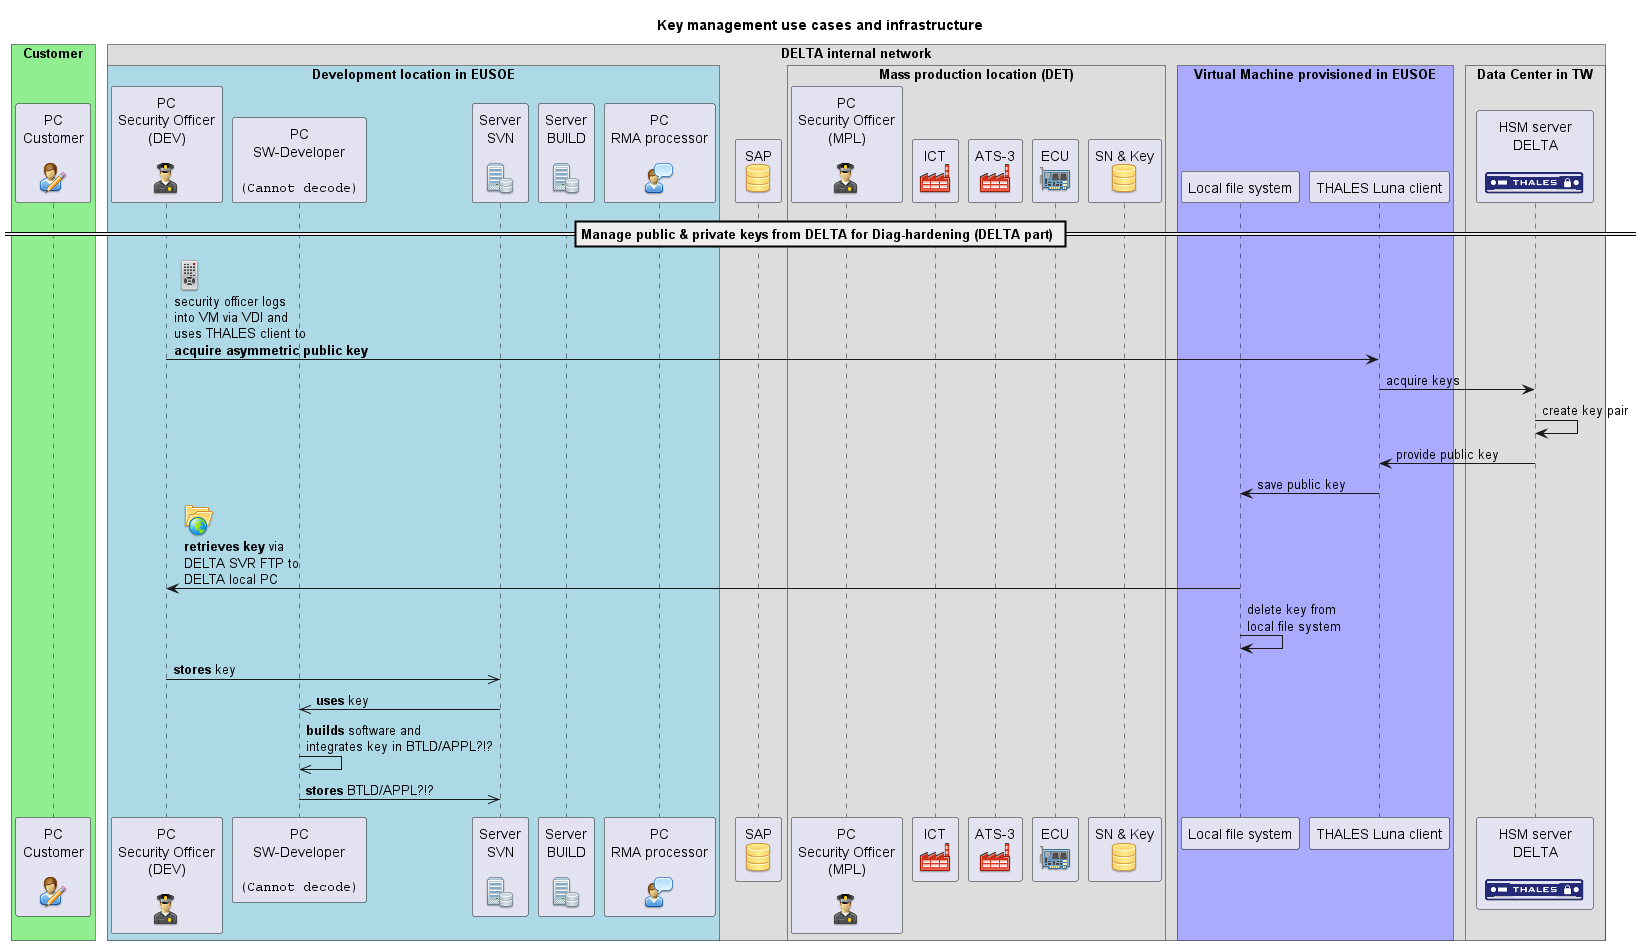 Key management use cases and infrastructure
Customer
DELTA internal network
Development location in EUSOE
Mass production location (DET)
Virtual Machine provisioned in EUSOE
Data Center in TW
PC
Customer
PC
Security Officer
(DEV)
PC
SW-Developer
(Cannot decode)
Server
SVN
Server
BUILD
PC
RMA processor
SAP
PC
Security Officer
(MPL)
ICT
ATS-3
ECU
SN & Key
Local file system
THALES Luna client
HSM server
DELTA
THALES
Manage public & private keys from DELTA for Diag-hardening (DELTA part)
security officer logs
into VM via VDI and
uses THALES client to
acquire asymmetric public key
acquire keys
create key pair
provide public key
save public key
retrieves key via
DELTA SVR FTP to
DELTA local PC
delete key from
local file system
stores key
uses key
builds software and
integrates key in BTLD/APPL?!?
stores BTLD/APPL?!?
PC
Customer
PC
Security Officer
(DEV)
PC
SW-Developer
(Cannot decode)
Server
SVN
Server
BUILD
PC
RMA processor
SAP
PC
Security Officer
(MPL)
ICT
ATS-3
ECU
SN & Key
Local file system
THALES Luna client
HSM server
DELTA
THALES